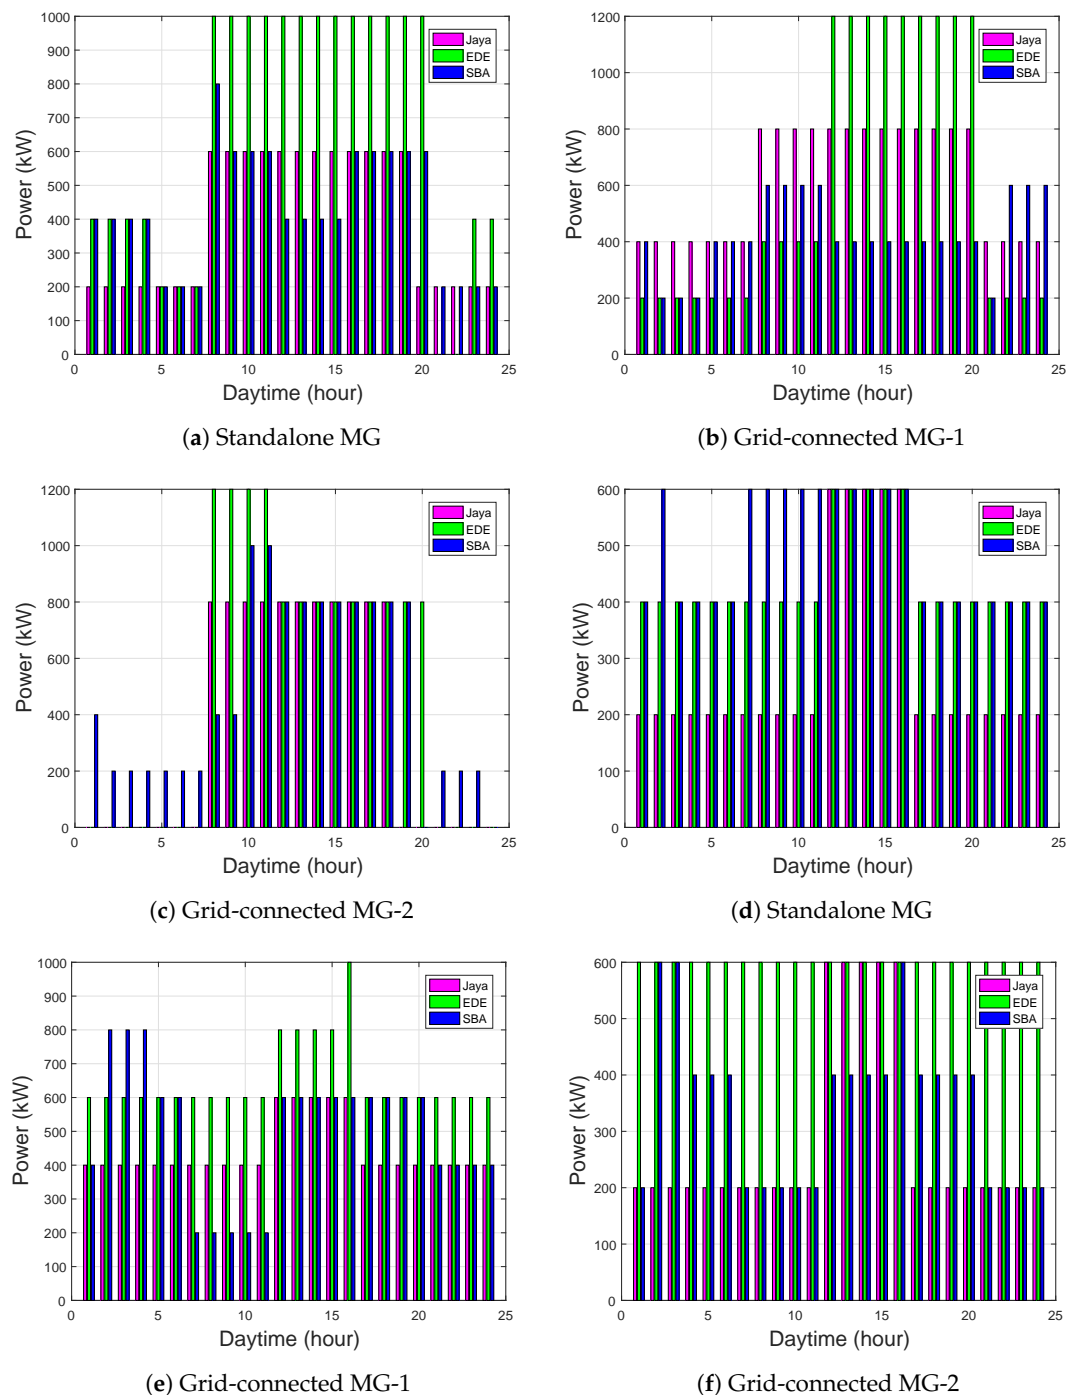 1000
900
800
700
600
500
400
300
200
100
0
Power (kW)
0 5 10 15 20 25
Daytime (hour)
Jaya
EDE
SBA
(a) Standalone MG
1200
1000
800
600
400
200
0
Power (kW)
0 5 10 15 20 25
Daytime (hour)
Jaya
EDE
SBA
(b) Grid-connected MG-1
1200
1000
800
600
400
200
0
Power (kW)
0 5 10 15 20 25
Daytime (hour)
Jaya
EDE
SBA
(c) Grid-connected MG-2
600
500
400
300
200
100
0
Power (kW)
0 5 10 15 20 25
Daytime (hour)
Jaya
EDE
SBA
(d) Standalone MG
1000
900
800
700
600
500
400
300
200
100
0
Power (kW)
0 5 10 15 20 25
Daytime (hour)
Jaya
EDE
SBA
(e) Grid-connected MG-1
600
500
400
300
200
100
0
Power (kW)
0 5 10 15 20 25
Daytime (hour)
Jaya
EDE
SBA
(f) Grid-connected MG-2